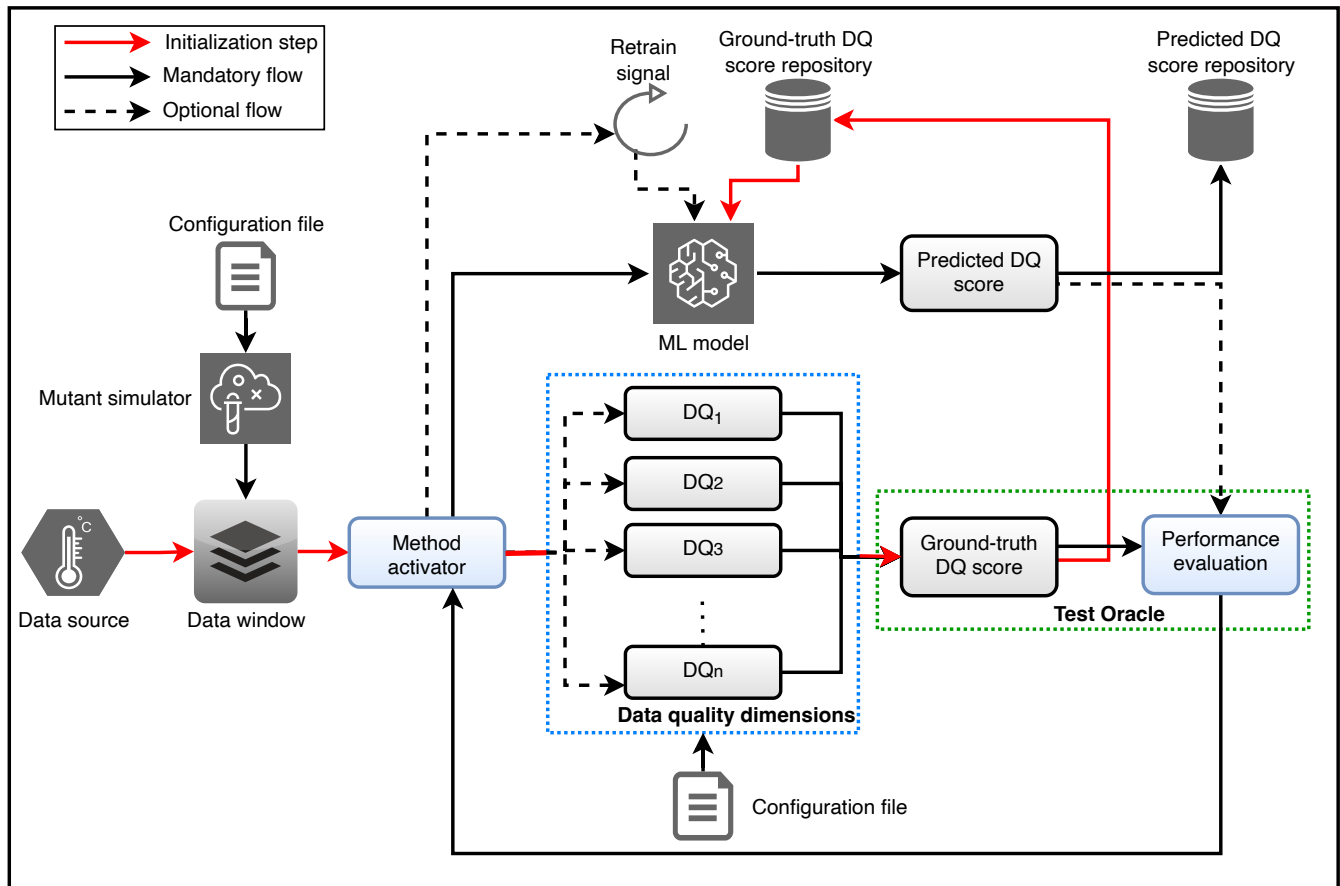 Initialization step
Mandatory flow
Optional flow
Retrain
signal
Ground-truth DQ
score repository
Predicted DQ
score repository
Configuration file
Mutant simulator
°C
Data source
Data window
Method
activator
ML model
Predicted DQ
score
DQ1
DQ2
DQ3
DQn
Data quality dimensions
Configuration file
Ground-truth
DQ score
Performance
evaluation
Test Oracle